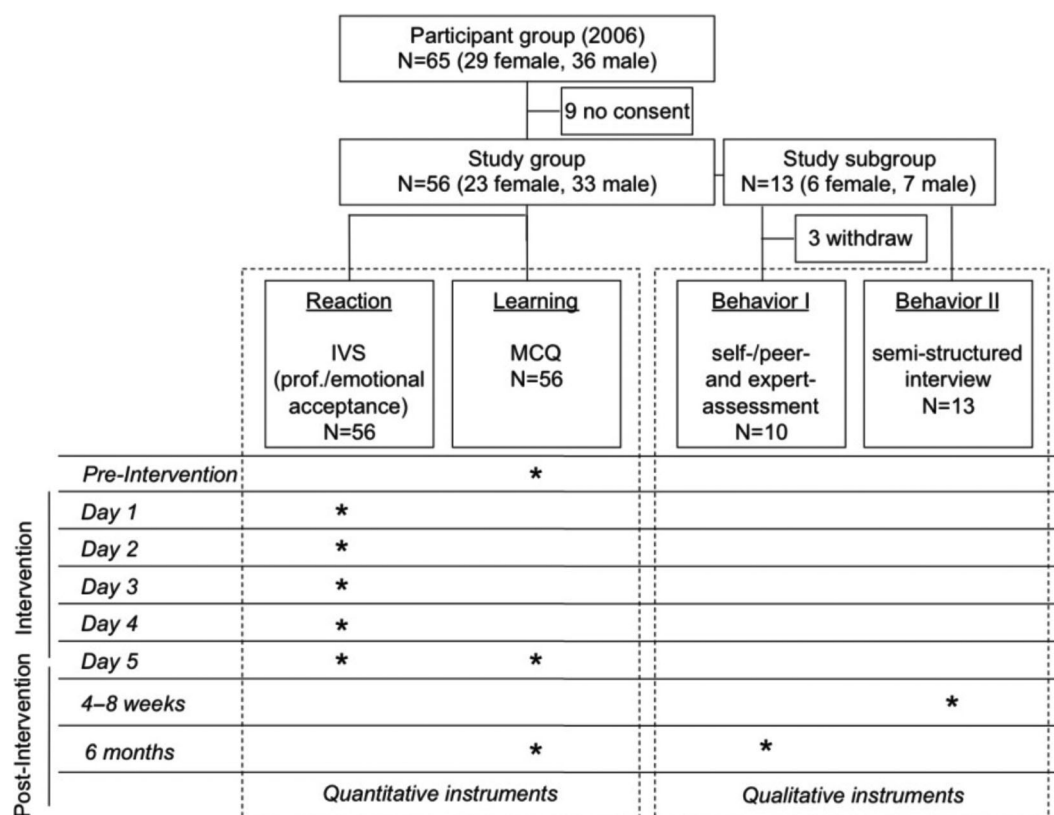 Participant group (2006)
N=65 (29 female, 36 male)
9 no consent
Study group
N=56 (23 female, 33 male)
Study subgroup
N=13 (6 female, 7 male)
3 withdraw
Reaction
IVS
(prof./emotional
acceptance)
N=56
Learning
MCQ
N=56
Behavior I
self-/peer-
and expert-
assessment
N=10
Behavior II
semi-structured
interview
N=13
Pre-Intervention *
Intervention
Day 1 *
Day 2 *
Day 3 *
Day 4 *
Day 5 * *
Post-Intervention
4–8 weeks *
6 months * *
Quantitative instruments
Qualitative instruments